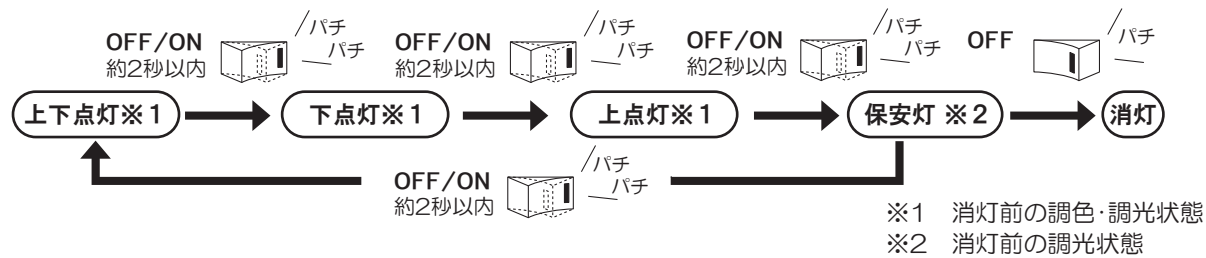 OFF/ON
約2秒以内
パチ
パチ
OFF/ON
約2秒以内
パチ
パチ
OFF/ON
約2秒以内
パチ
パチ
OFF
パチ
上下点灯※1
下点灯※1
上点灯※1
保安灯 ※2
消灯
OFF/ON
約2秒以内
パチ
パチ
※1 消灯前の調色·調光状態
※2 消灯前の調光状態